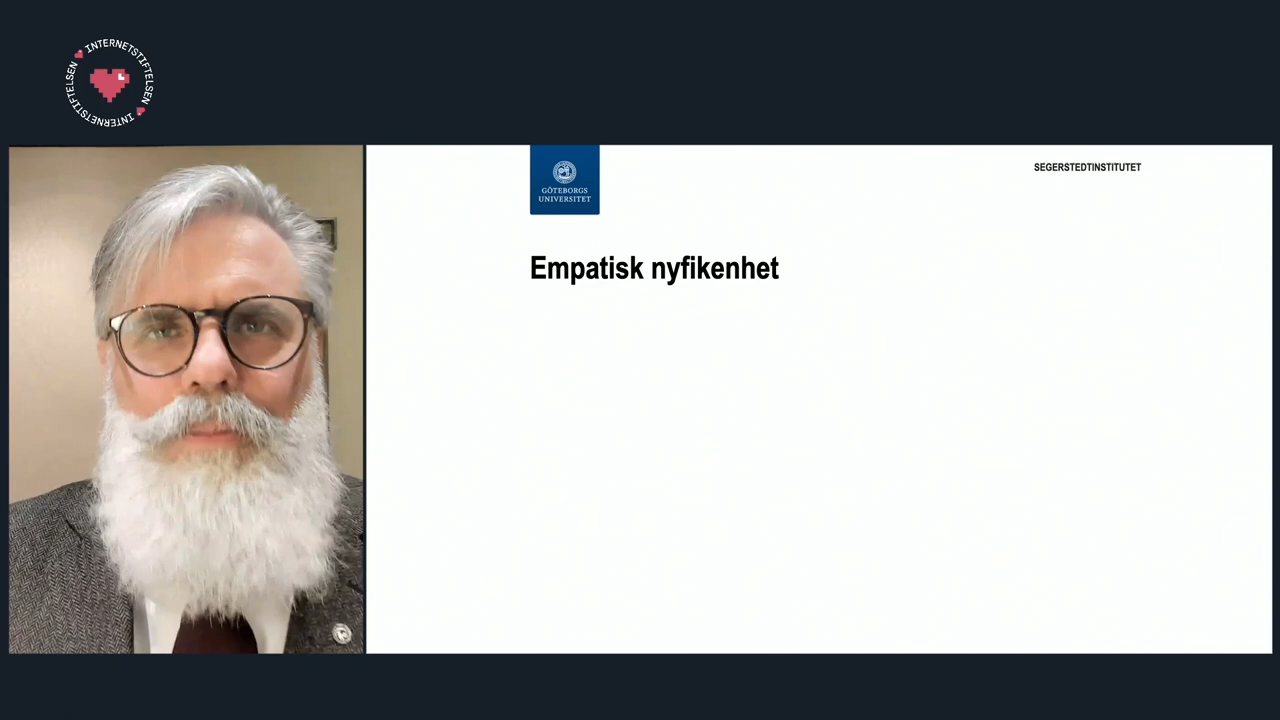 INTERNETSTIFTELSEN
INTERNETSTIFTELSEN
GÖTEBORGS
UNIVERSITET
SEGERSTEDTINSTITUTET
Empatisk nyfikenhet